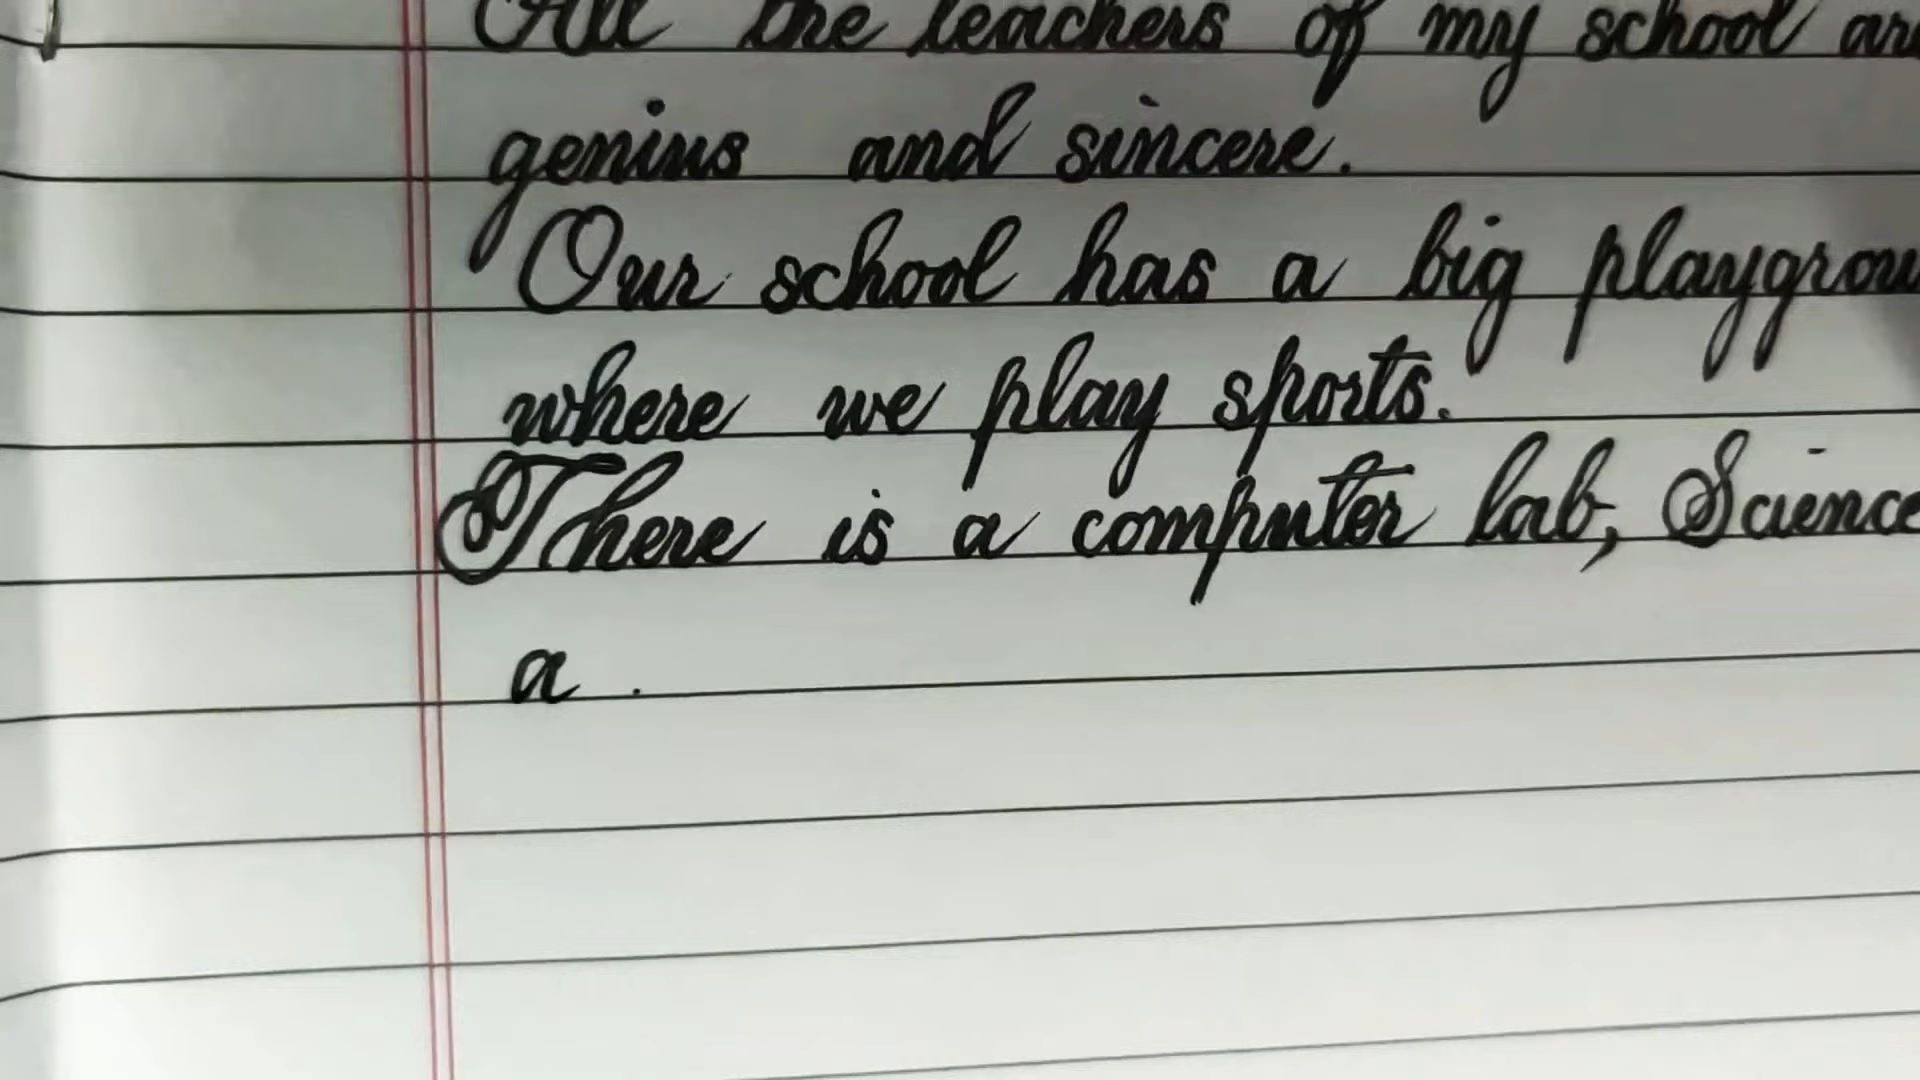 All the teachers of my school ar
genius and sincere.
Our school has a big playgrou
where we play sports.
There is a computer lab, Science
a .